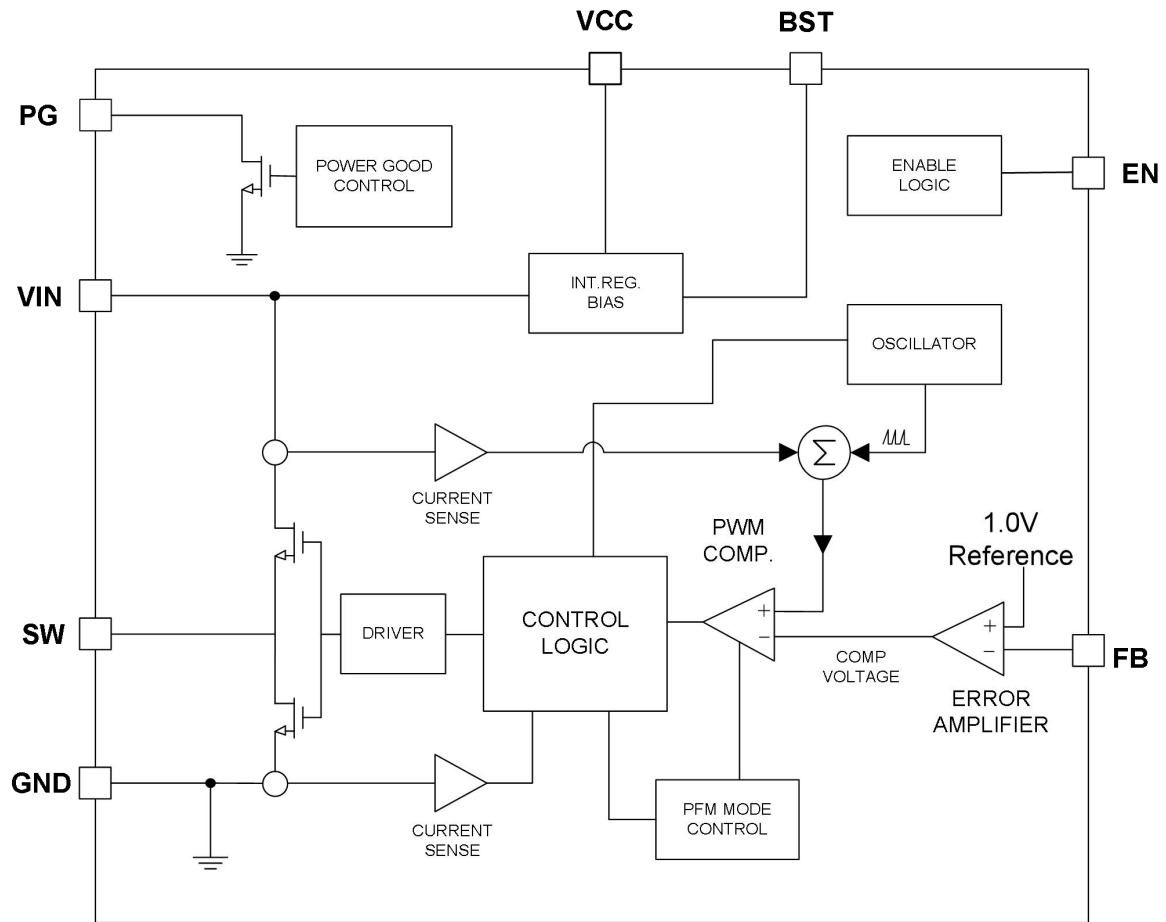 VCC
BST
PG
POWER GOOD
CONTROL
ENABLE
LOGIC
EN
VIN
INT.REG.
BIAS
OSCILLATOR
Σ
CURRENT
SENSE
PWM
COMP.
1.0V
Reference
SW
DRIVER
CONTROL
LOGIC
+
−
COMP
VOLTAGE
+
−
FB
ERROR
AMPLIFIER
GND
CURRENT
SENSE
PFM MODE
CONTROL